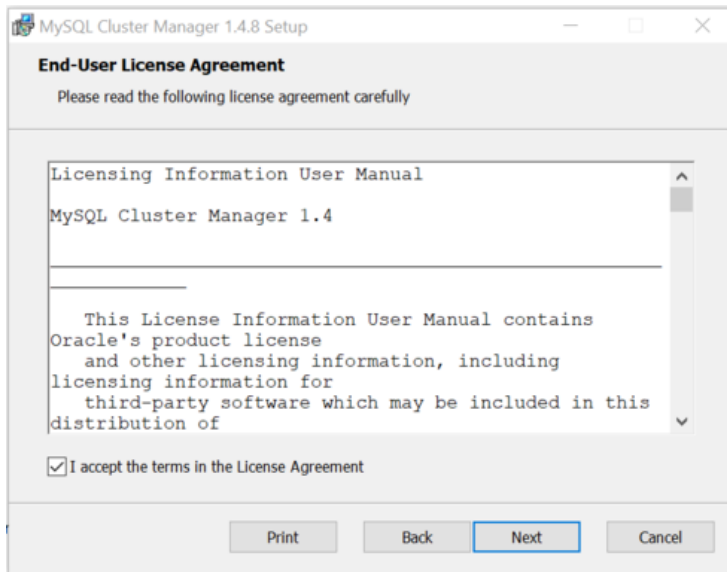 MySQL Cluster Manager 1.4.8 Setup
End-User License Agreement
Please read the following license agreement carefully
Licensing Information User Manual
MySQL Cluster Manager 1.4
This License Information User Manual contains
Oracle's product license
and other licensing information, including
licensing information for
third-party software which may be included in this
distribution of
I accept the terms in the License Agreement
Print Back Next Cancel